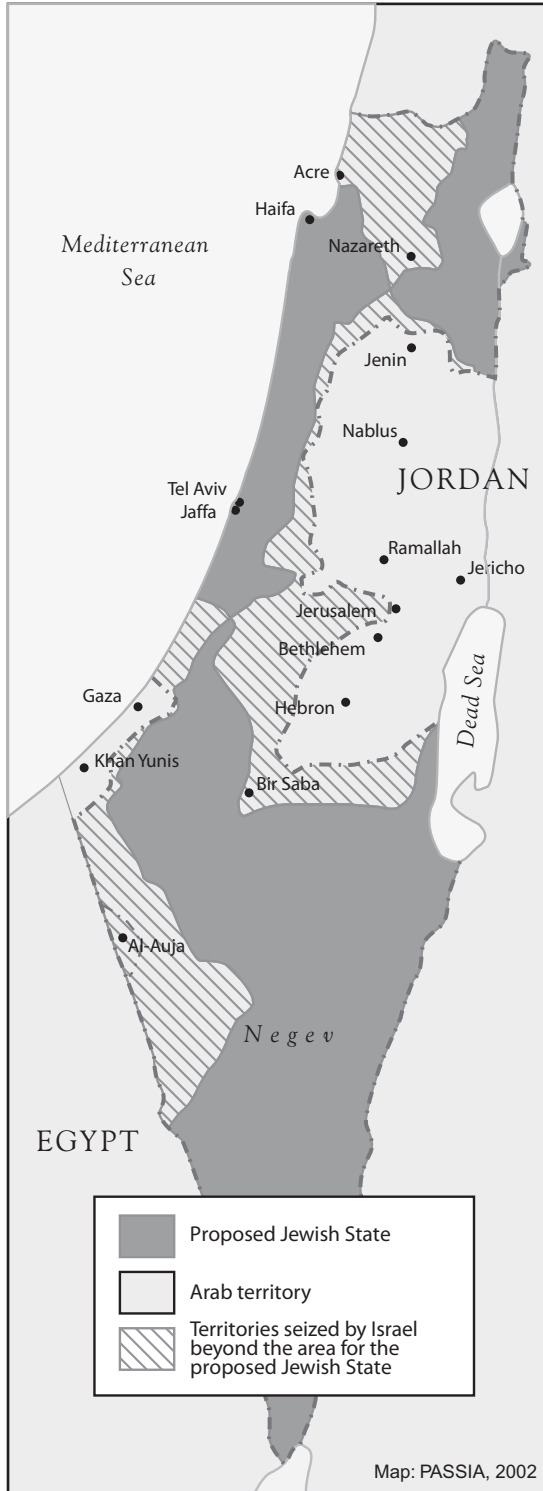 Acre
Haifa
Mediterranean
Sea
Nazareth
Jenin
Nablus
JORDAN
Tel Aviv
Jaffa
Ramallah
Jericho
Jerusalem
Bethlehem
Gaza
Hebron
Dead Sea
Khan Yunis
Bir Saba
Al-Auja
Negev
EGYPT
Proposed Jewish State
Arab territory
Territories seized by Israel
beyond the area for the
proposed Jewish State
Map: PASSIA, 2002